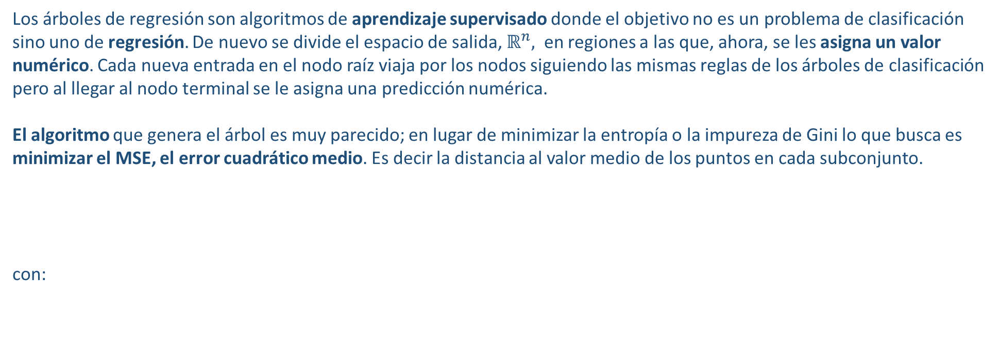 Los árboles de regresión son algoritmos de aprendizaje supervisado donde el objetivo no es un problema de clasificación
sino uno de regresión. De nuevo se divide el espacio de salida, ℝⁿ, en regiones a las que, ahora, se les asigna un valor
numérico. Cada nueva entrada en el nodo raíz viaja por los nodos siguiendo las mismas reglas de los árboles de clasificación
pero al llegar al nodo terminal se le asigna una predicción numérica.
El algoritmo que genera el árbol es muy parecido; en lugar de minimizar la entropía o la impureza de Gini lo que busca es
minimizar el MSE, el error cuadrático medio. Es decir la distancia al valor medio de los puntos en cada subconjunto.
con: